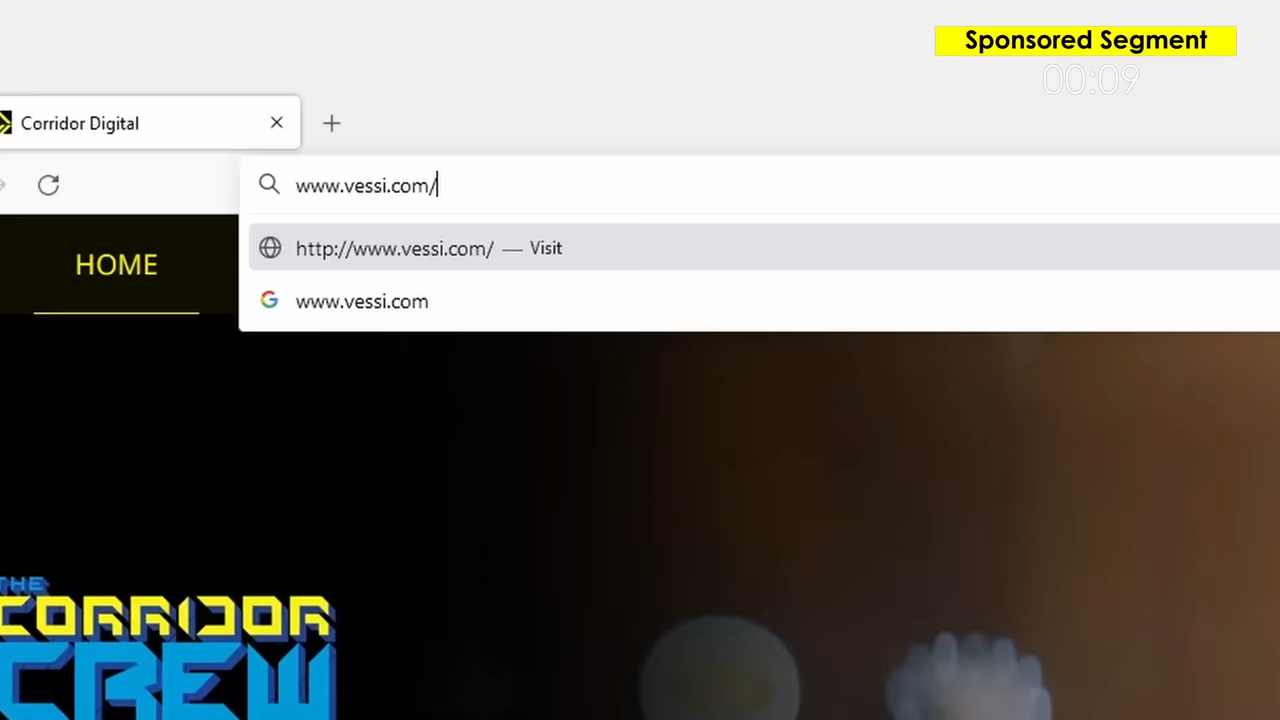 Sponsored Segment
00:09
Corridor Digital
www.vessi.com/
http://www.vessi.com/ — Visit
www.vessi.com
HOME
THE
CORRIDOR
CREW